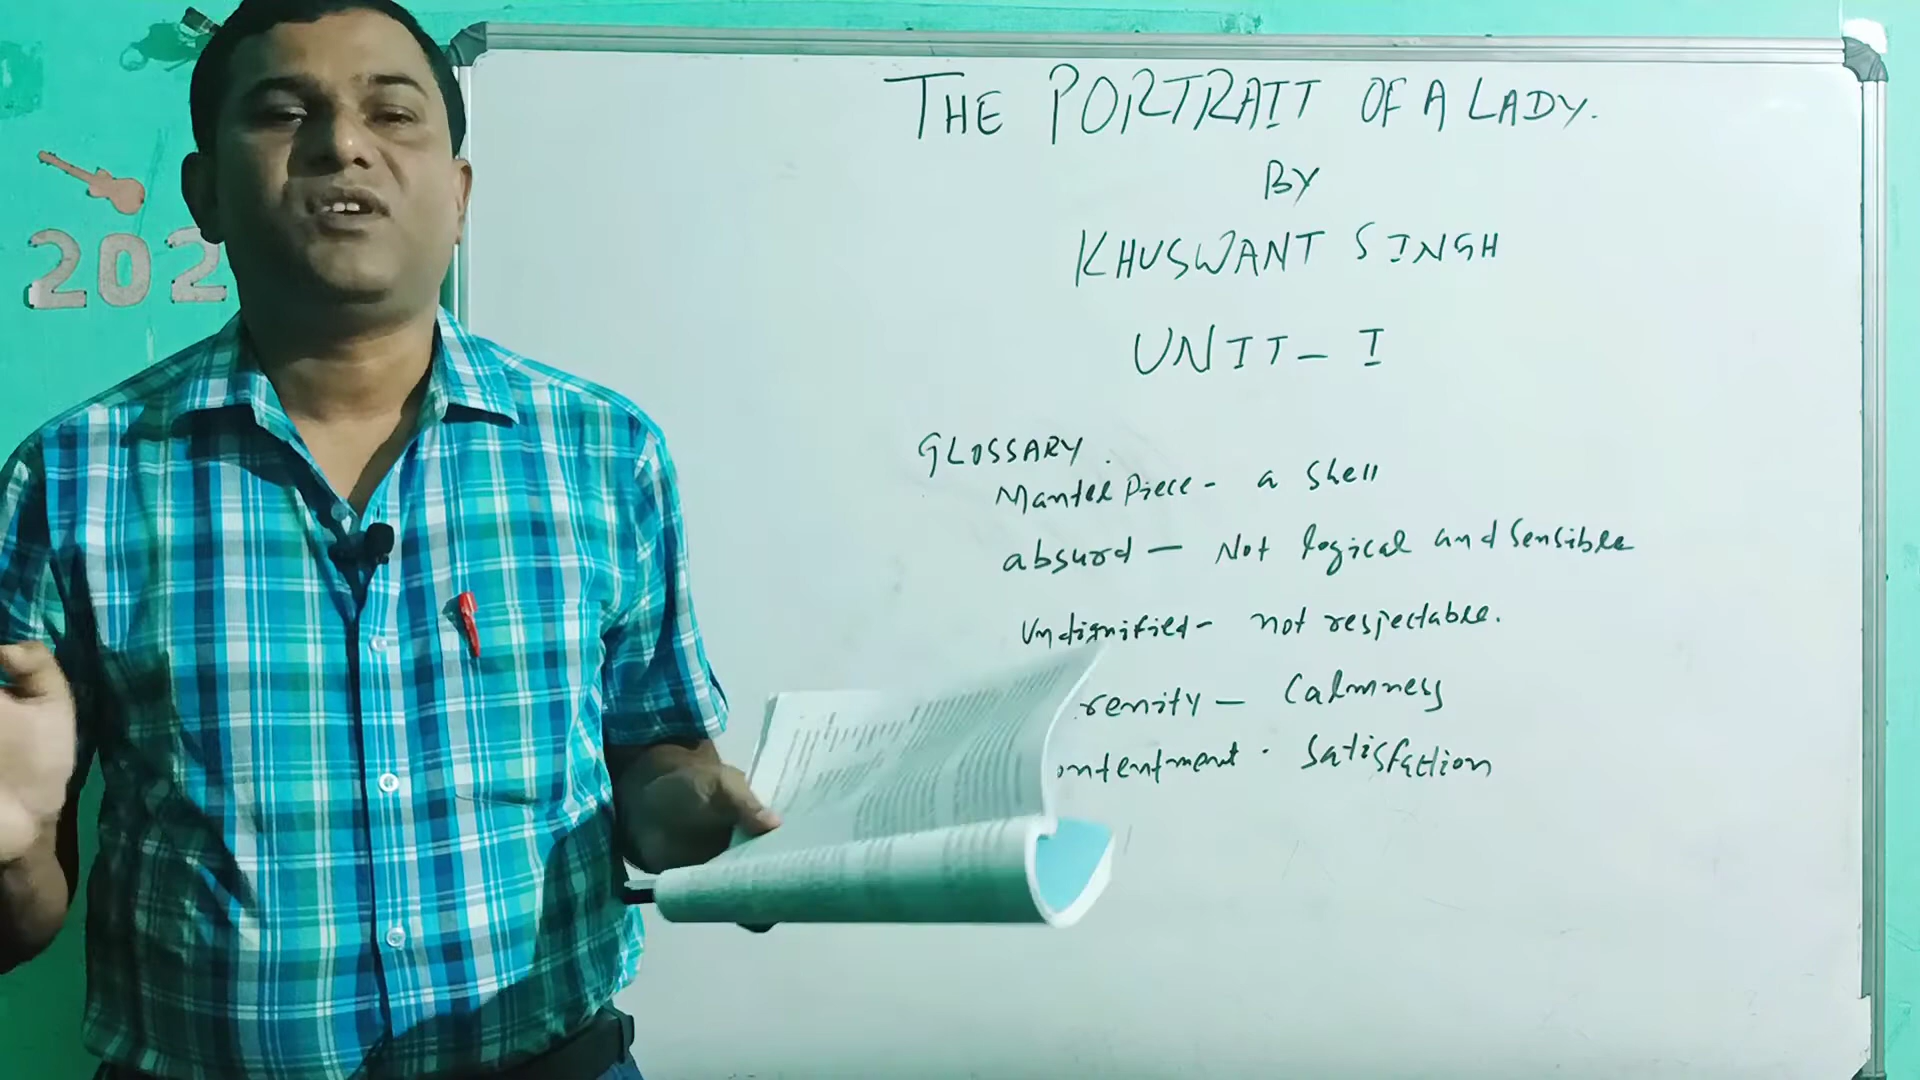 202
THE PORTRAIT OF A LADY.
BY
KHUSWANT SINGH
UNIT - I
GLOSSARY.
Mantel Piece - a Shell
absurd - Not logical and Sensible
Undignified - not respectable.
renity - Calmness
ontentment - Satisfaction